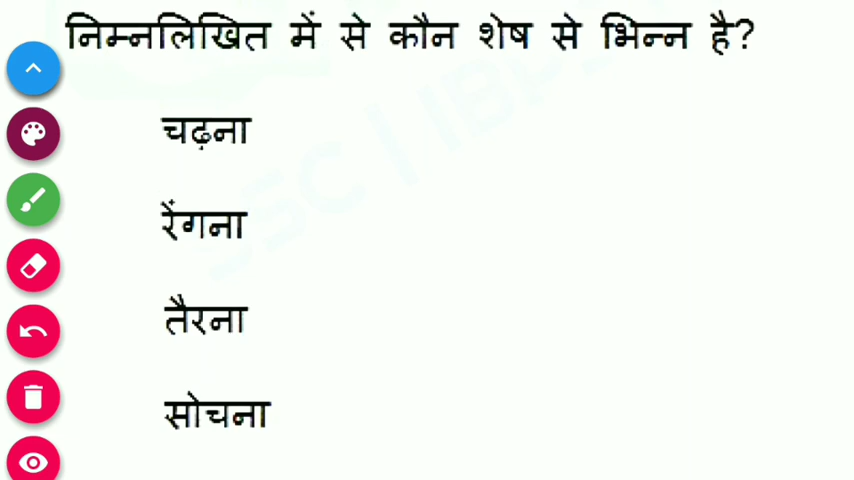 निम्नलिखित में से कौन शेष से भिन्न है?
चढ़ना
रेंगना
तैरना
सोचना